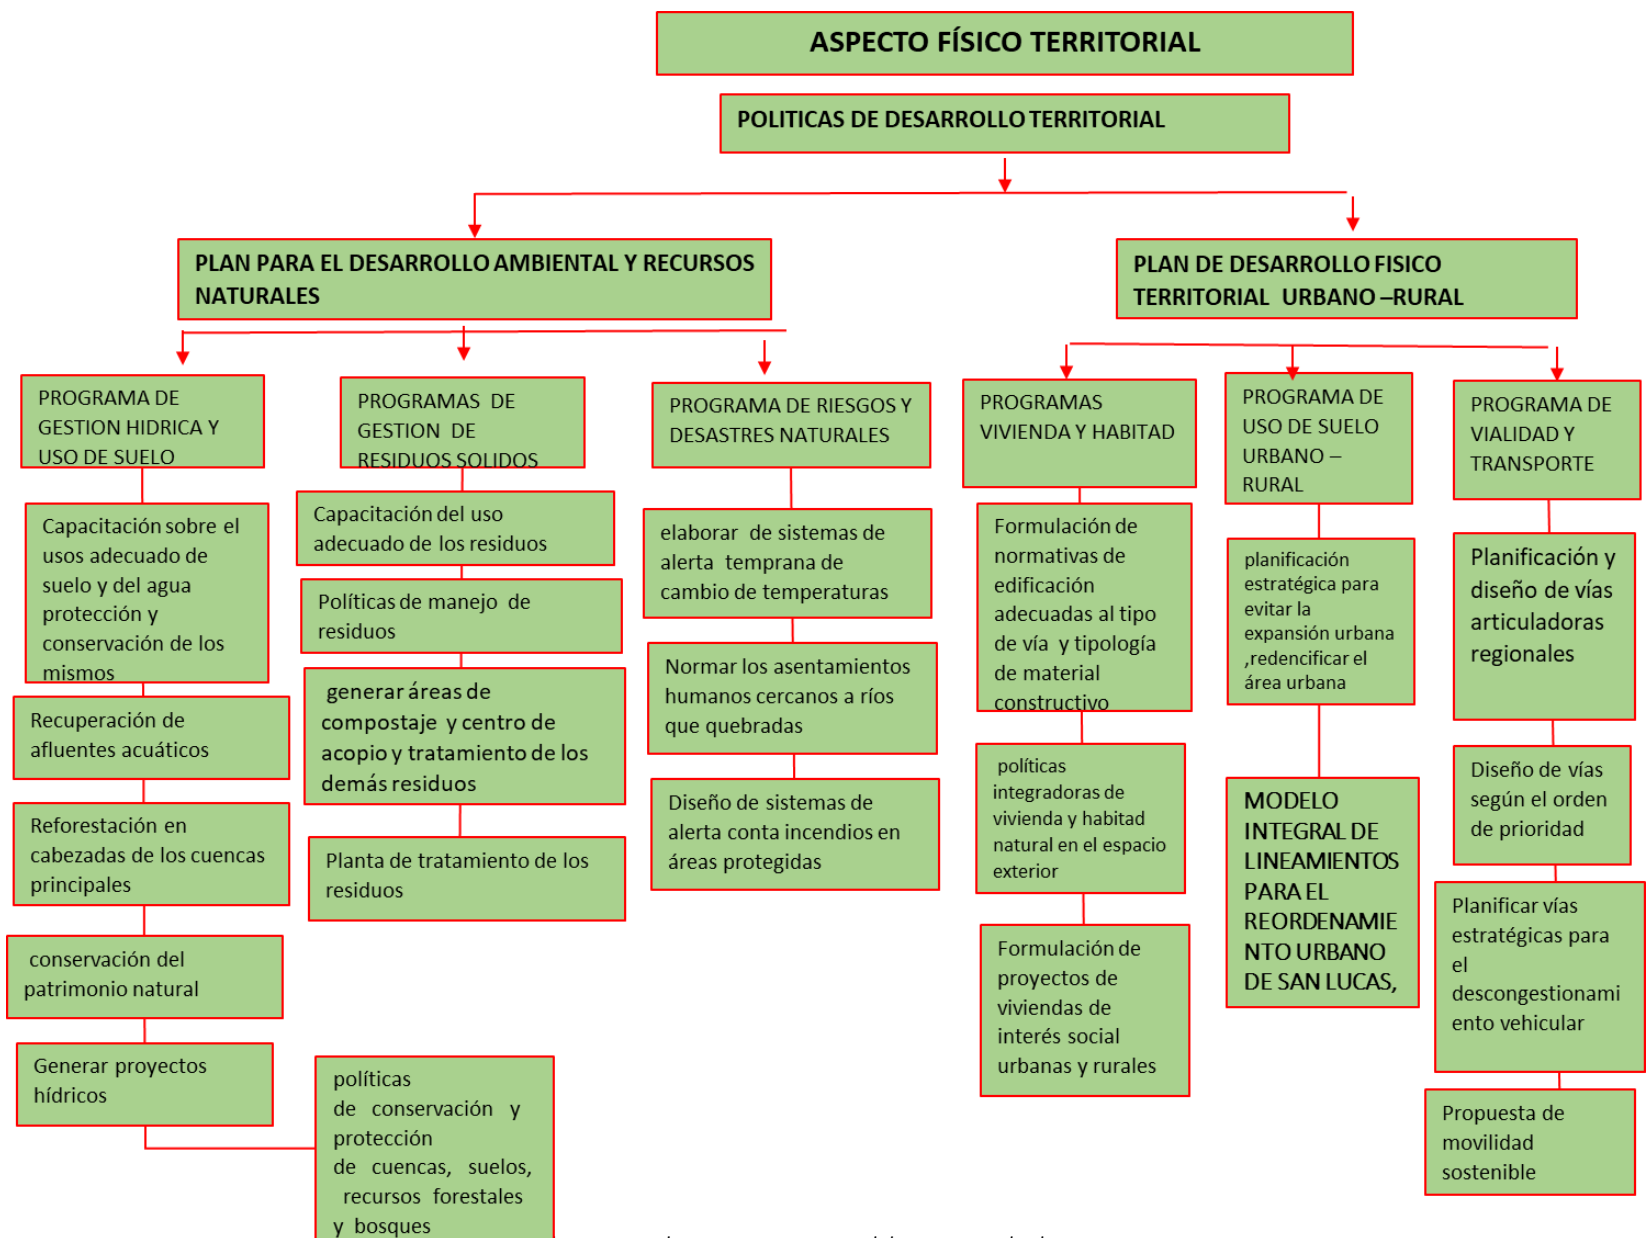 ASPECTO FÍSICO TERRITORIAL
POLITICAS DE DESARROLLO TERRITORIAL
PLAN PARA EL DESARROLLO AMBIENTAL Y RECURSOS
NATURALES
PLAN DE DESARROLLO FISICO
TERRITORIAL URBANO –RURAL
PROGRAMA DE
GESTION HIDRICA Y
USO DE SUELO
Capacitación sobre el
usos adecuado de
suelo y del agua
protección y
conservación de los
mismos
Recuperación de
afluentes acuáticos
Reforestación en
cabezadas de los cuencas
principales
conservación del
patrimonio natural
Generar proyectos
hídricos
políticas
de conservación y
protección
de cuencas, suelos,
recursos forestales
y bosques
PROGRAMAS DE
GESTION DE
RESIDUOS SOLIDOS
Capacitación del uso
adecuado de los residuos
Políticas de manejo de
residuos
generar áreas de
compostaje y centro de
acopio y tratamiento de los
demás residuos
Planta de tratamiento de los
residuos
PROGRAMA DE RIESGOS Y
DESASTRES NATURALES
elaborar de sistemas de
alerta temprana de
cambio de temperaturas
Normar los asentamientos
humanos cercanos a ríos
que quebradas
Diseño de sistemas de
alerta conta incendios en
áreas protegidas
PROGRAMAS
VIVIENDA Y HABITAD
Formulación de
normativas de
edificación
adecuadas al tipo
de vía y tipología
de material
constructivo
políticas
integradoras de
vivienda y habitad
natural en el espacio
exterior
Formulación de
proyectos de
viviendas de
interés social
urbanas y rurales
PROGRAMA DE
USO DE SUELO
URBANO –
RURAL
planificación
estratégica para
evitar la
expansión urbana
,redencificar el
área urbana
MODELO
INTEGRAL DE
LINEAMIENTOS
PARA EL
REORDENAMIE
NTO URBANO
DE SAN LUCAS,
PROGRAMA DE
VIALIDAD Y
TRANSPORTE
Planificación y
diseño de vías
articuladoras
regionales
Diseño de vías
según el orden
de prioridad
Planificar vías
estratégicas para
el
descongestionami
ento vehicular
Propuesta de
movilidad
sostenible